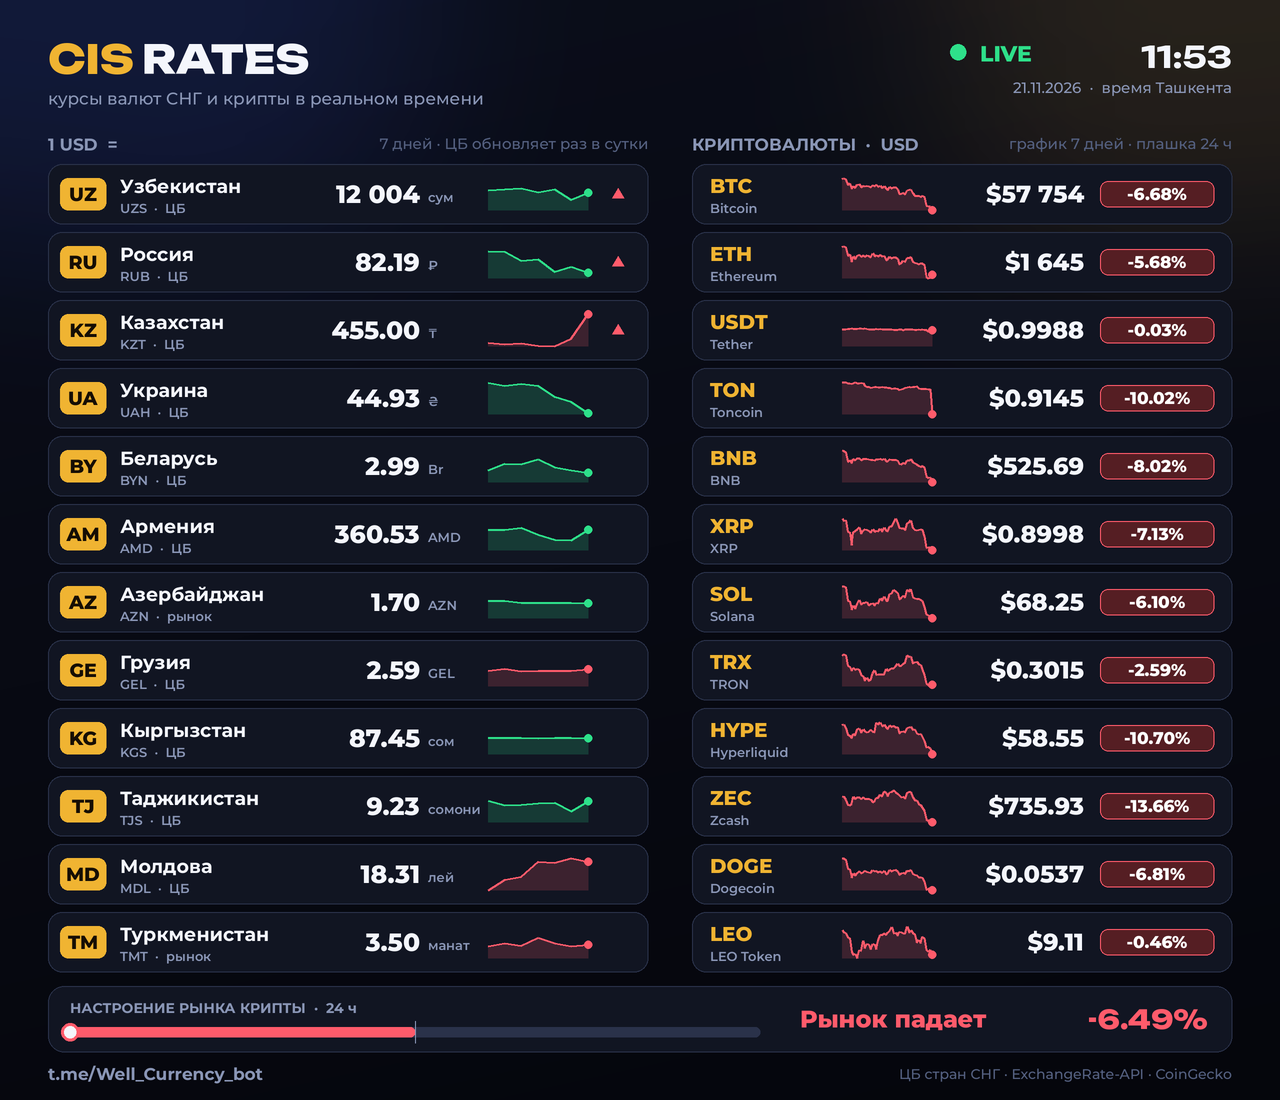 CIS RATES
курсы валют СНГ и крипты в реальном времени
LIVE 11:53
21.11.2026 · время Ташкента
1 USD =
7 дней · ЦБ обновляет раз в сутки
UZ Узбекистан 12 004 сум
UZS · ЦБ
RU Россия 82.19 ₽
RUB · ЦБ
KZ Казахстан 455.00 ₸
KZT · ЦБ
UA Украина 44.93 ₴
UAH · ЦБ
BY Беларусь 2.99 Br
BYN · ЦБ
AM Армения 360.53 AMD
AMD · ЦБ
AZ Азербайджан 1.70 AZN
AZN · рынок
GE Грузия 2.59 GEL
GEL · ЦБ
KG Кыргызстан 87.45 сом
KGS · ЦБ
TJ Таджикистан 9.23 сомони
TJS · ЦБ
MD Молдова 18.31 лей
MDL · ЦБ
TM Туркменистан 3.50 манат
TMT · рынок
КРИПТОВАЛЮТЫ · USD
график 7 дней · плашка 24 ч
BTC $57 754 -6.68%
Bitcoin
ETH $1 645 -5.68%
Ethereum
USDT $0.9988 -0.03%
Tether
TON $0.9145 -10.02%
Toncoin
BNB $525.69 -8.02%
BNB
XRP $0.8998 -7.13%
XRP
SOL $68.25 -6.10%
Solana
TRX $0.3015 -2.59%
TRON
HYPE $58.55 -10.70%
Hyperliquid
ZEC $735.93 -13.66%
Zcash
DOGE $0.0537 -6.81%
Dogecoin
LEO $9.11 -0.46%
LEO Token
НАСТРОЕНИЕ РЫНКА КРИПТЫ · 24 ч
Рынок падает -6.49%
t.me/Well_Currency_bot
ЦБ стран СНГ · ExchangeRate-API · CoinGecko